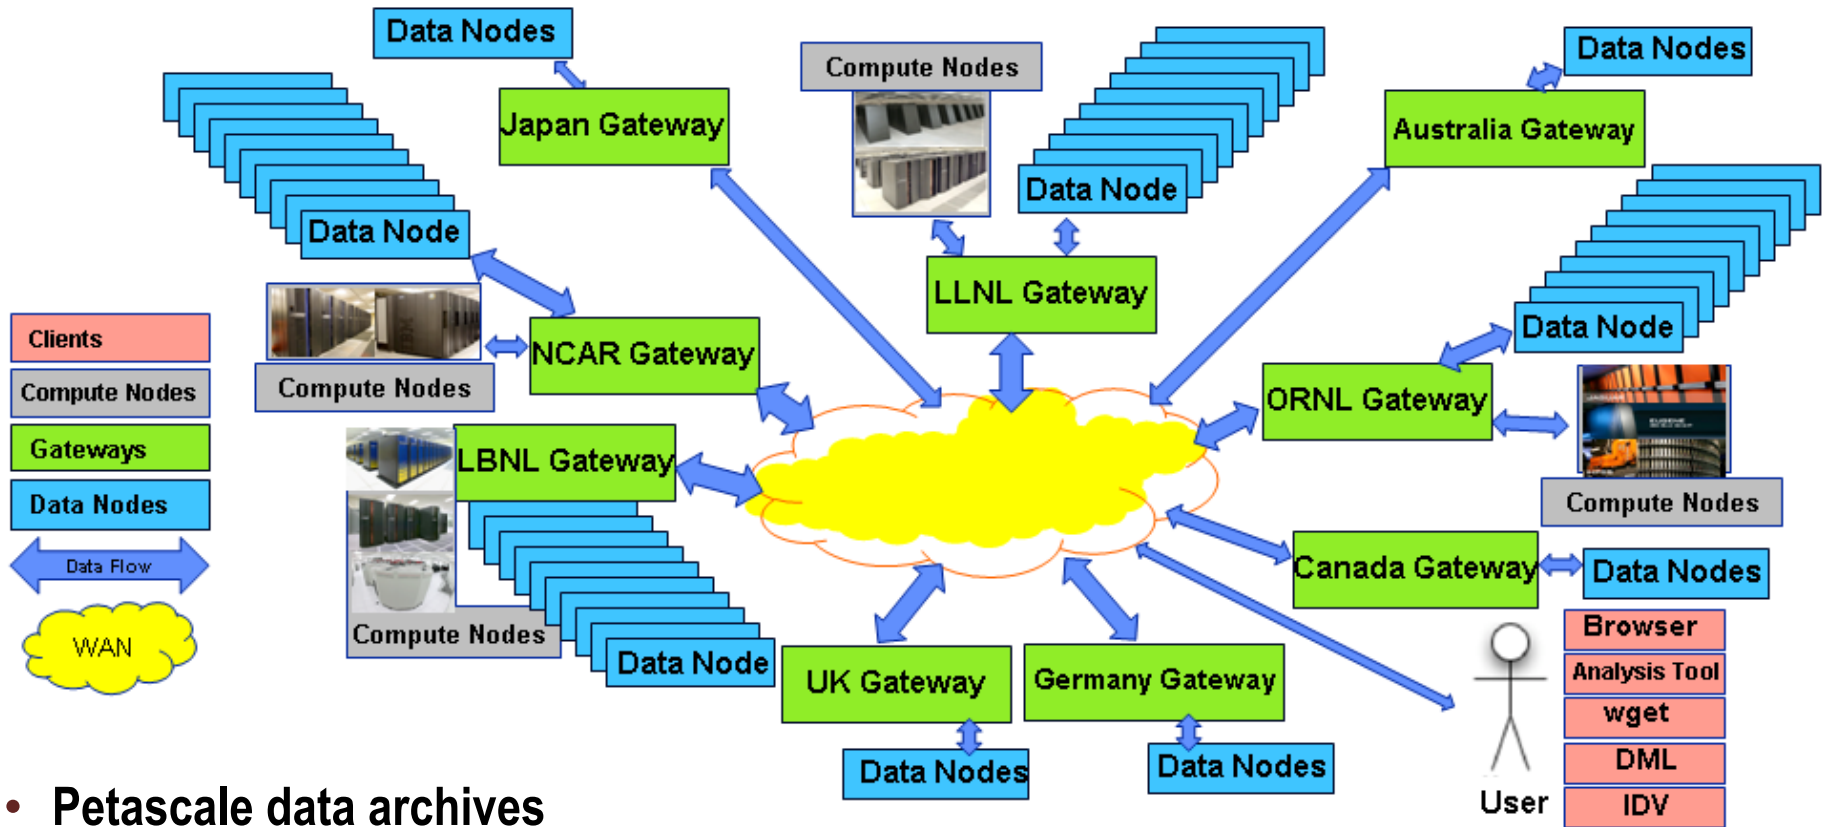 Data Nodes
Compute Nodes
Data Nodes
Japan Gateway
Australia Gateway
Data Node
Data Node
LLNL Gateway
Data Node
NCAR Gateway
Compute Nodes
ORNL Gateway
JAGUAR
EUGENE
Compute Nodes
LBNL Gateway
Clients
Compute Nodes
Gateways
Data Nodes
Data Flow
WAN
Compute Nodes
Data Node
Canada Gateway
Data Nodes
UK Gateway
Germany Gateway
Data Nodes
Data Nodes
Browser
Analysis Tool
wget
DML
IDV
User
• Petascale data archives